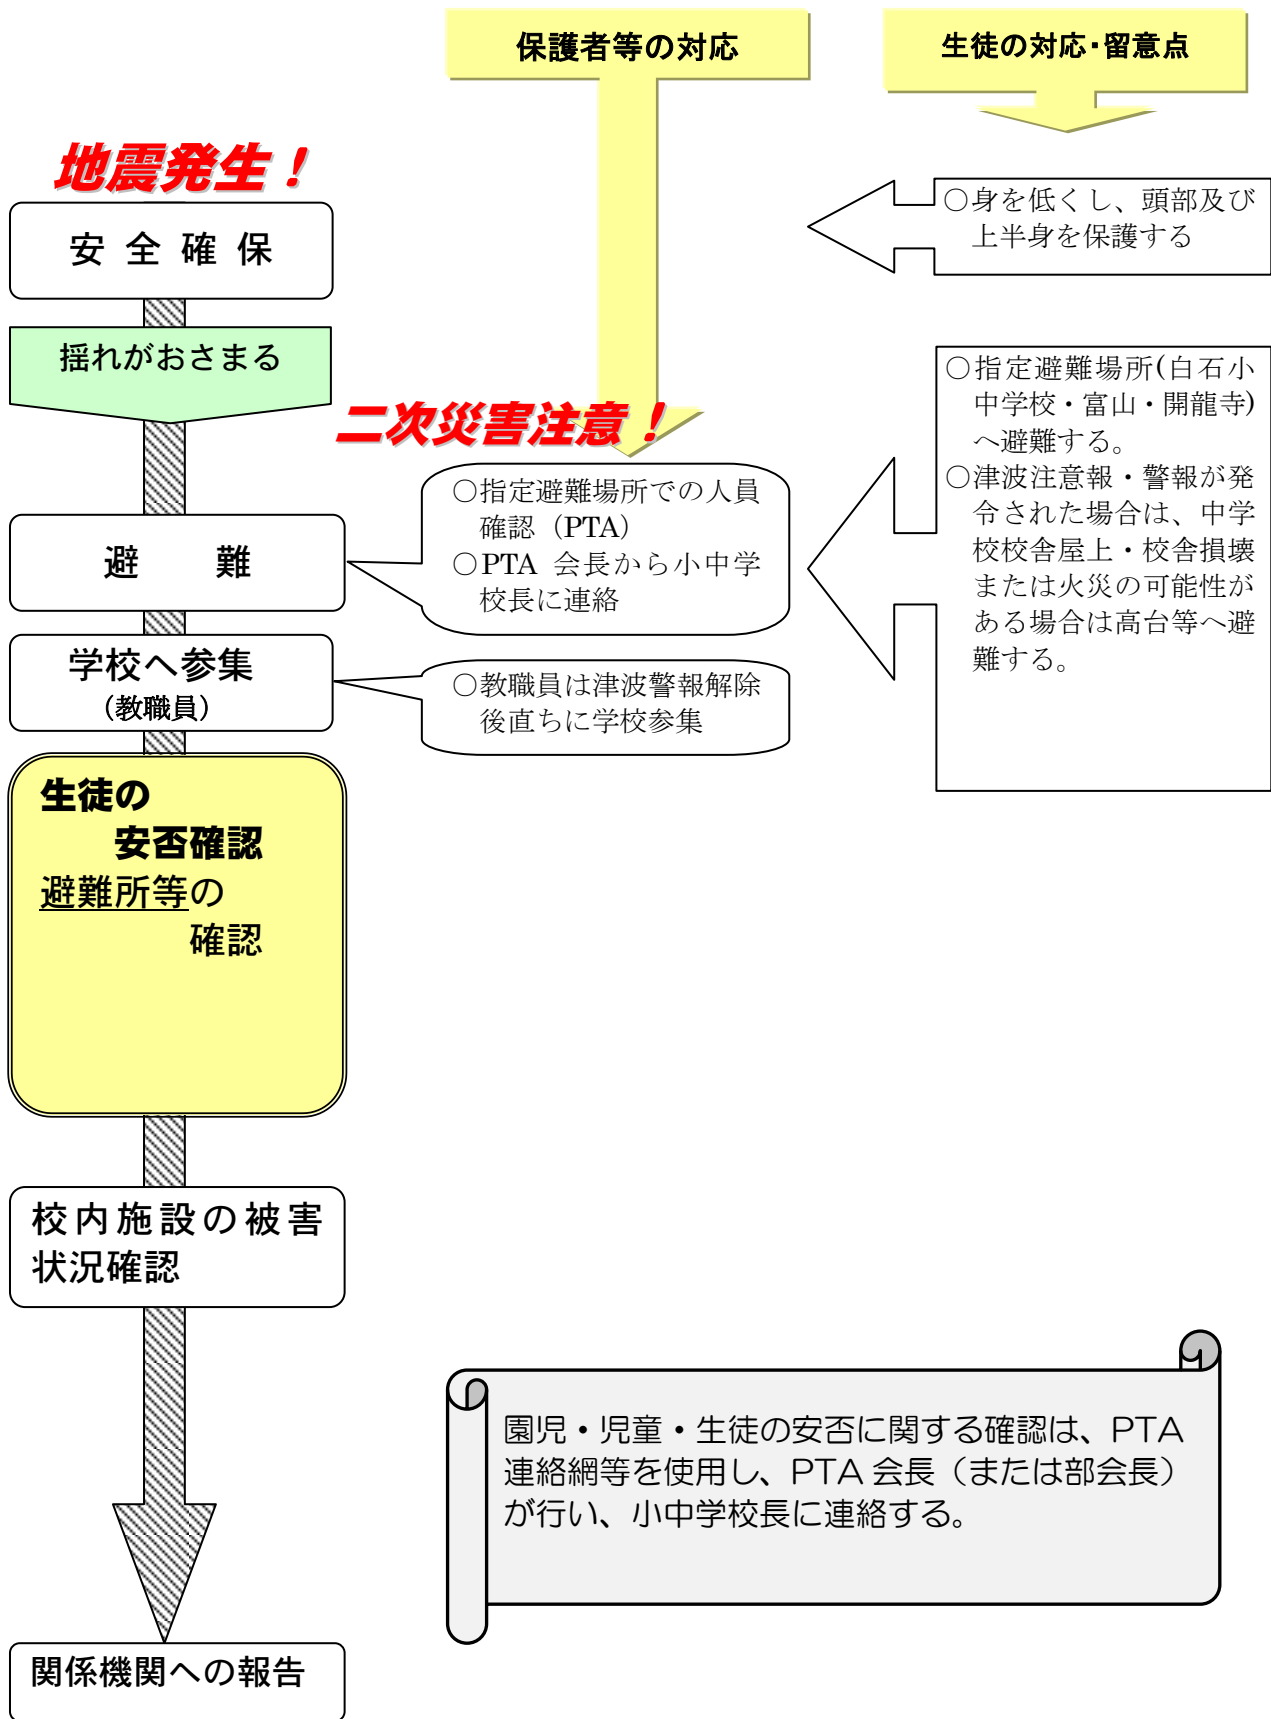 保護者等の対応
生徒の対応・留意点
地震発生！
安全確保
○身を低くし、頭部及び
上半身を保護する
揺れがおさまる
二次災害注意！
○指定避難場所(白石小
中学校・富山・開龍寺)
へ避難する。
○津波注意報・警報が発
令された場合は、中学
校校舎屋上・校舎損壊
または火災の可能性が
ある場合は高台等へ避
難する。
避　難
○指定避難場所での人員
確認（PTA）
○PTA 会長から小中学
校長に連絡
学校へ参集
（教職員）
○教職員は津波警報解除
後直ちに学校参集
生徒の
安否確認
避難所等の
確認
校内施設の被害
状況確認
園児・児童・生徒の安否に関する確認は、PTA
連絡網等を使用し、PTA 会長（または部会長）
が行い、小中学校長に連絡する。
関係機関への報告